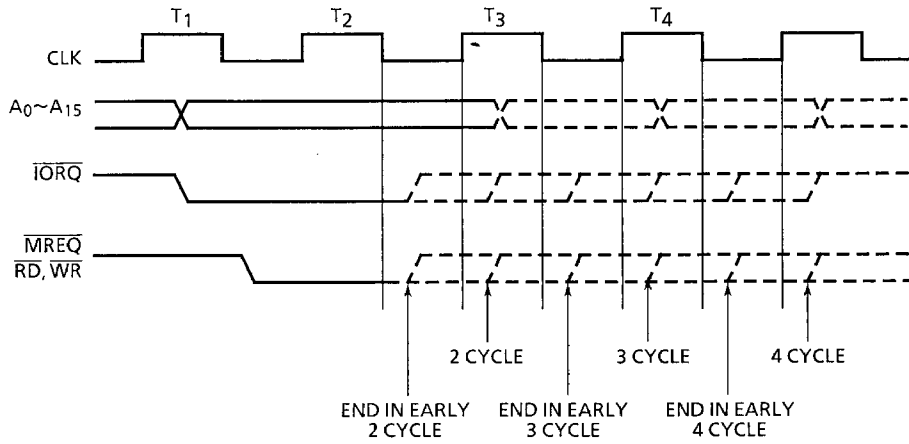 T1 T2 T3 T4
CLK
A0~A15
IORQ
MREQ
RD, WR
2 CYCLE 3 CYCLE 4 CYCLE
END IN EARLY
2 CYCLE
END IN EARLY
3 CYCLE
END IN EARLY
4 CYCLE